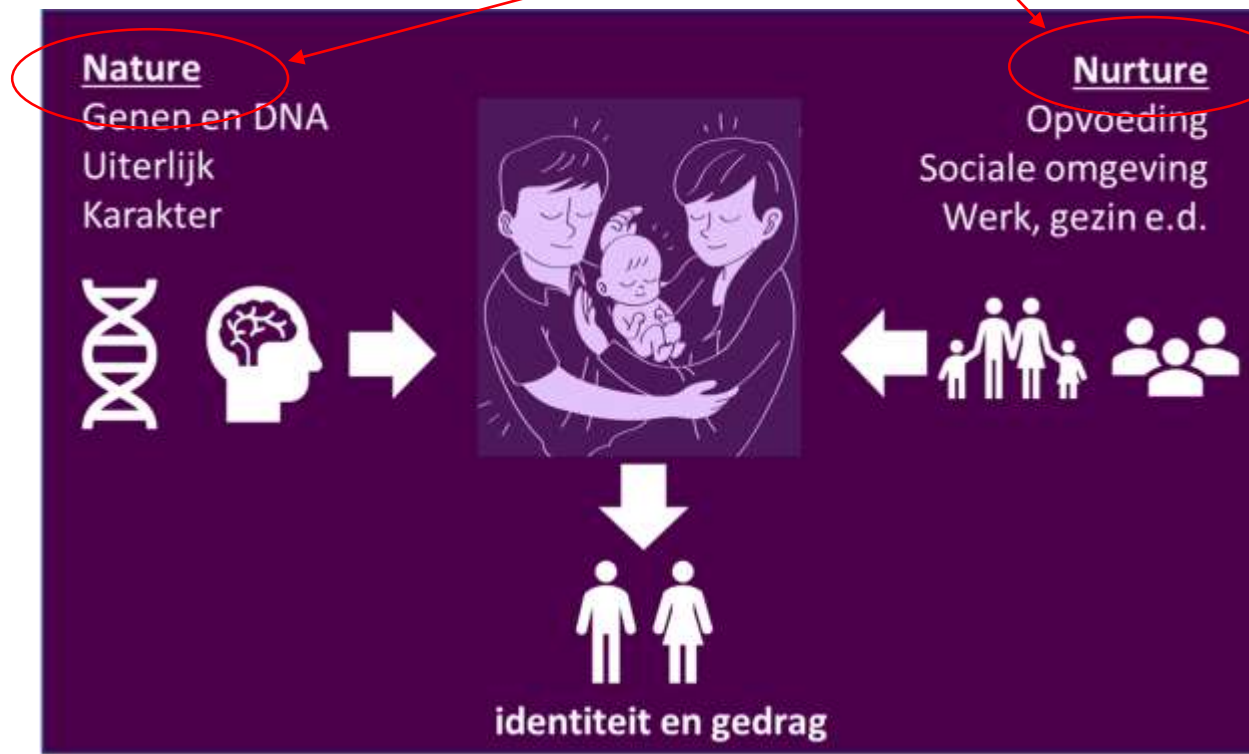 Nature
Genen en DNA
Uiterlijk
Karakter
Nurture
Opvoeding
Sociale omgeving
Werk, gezin e.d.
identiteit en gedrag